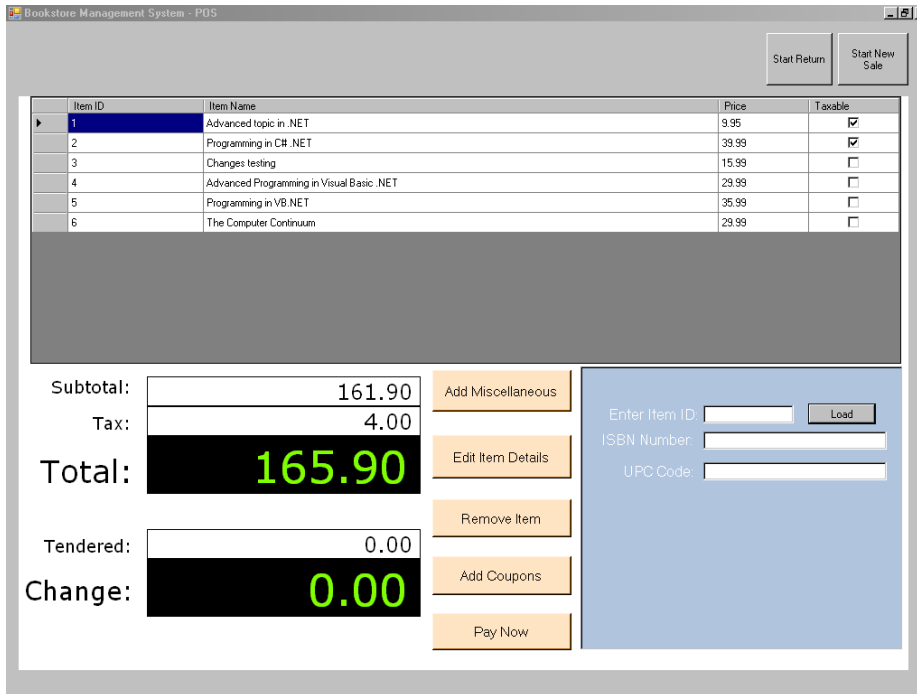 Bookstore Management System - POS
Start Return
Start New Sale
Item ID Item Name Price Taxable
1 Advanced topic in .NET 9.95
2 Programming in C# .NET 39.99
3 Changes testing 15.99
4 Advanced Programming in Visual Basic .NET 29.99
5 Programming in VB.NET 35.99
6 The Computer Continuum 29.99
Subtotal: 161.90
Tax: 4.00
Total: 165.90
Tendered: 0.00
Change: 0.00
Add Miscellaneous
Edit Item Details
Remove Item
Add Coupons
Pay Now
Enter Item ID: Load
ISBN Number:
UPC Code: